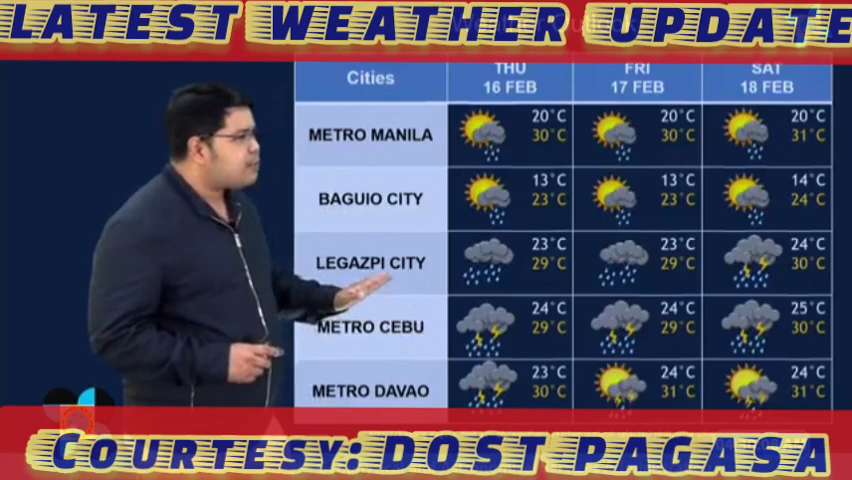 LATEST WEATHER UPDATE
Cities THU 16 FEB FRI 17 FEB SAT 18 FEB
METRO MANILA 20°C 30°C 20°C 30°C 20°C 31°C
BAGUIO CITY 13°C 23°C 13°C 23°C 14°C 24°C
LEGAZPI CITY 23°C 29°C 23°C 29°C 24°C 30°C
METRO CEBU 24°C 29°C 24°C 29°C 25°C 30°C
METRO DAVAO 23°C 30°C 24°C 31°C 24°C 31°C
COURTESY: DOST PAGASA